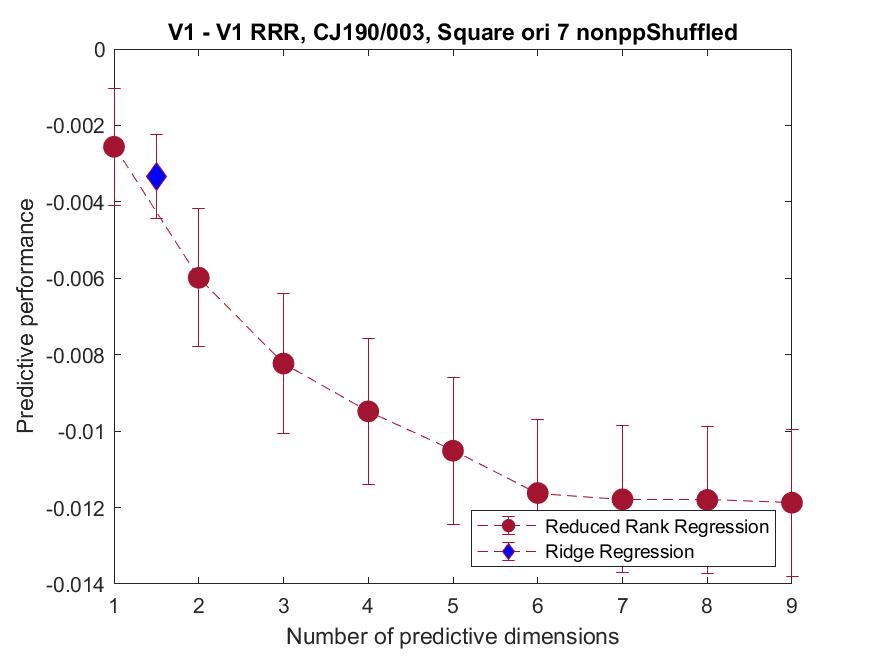 V1 - V1 RRR, CJ190/003, Square ori 7 nonppShuffled
0
-0.002
-0.004
-0.006
-0.008
-0.01
-0.012
-0.014
Predictive performance
1 2 3 4 5 6 7 8 9
Number of predictive dimensions
Reduced Rank Regression
Ridge Regression